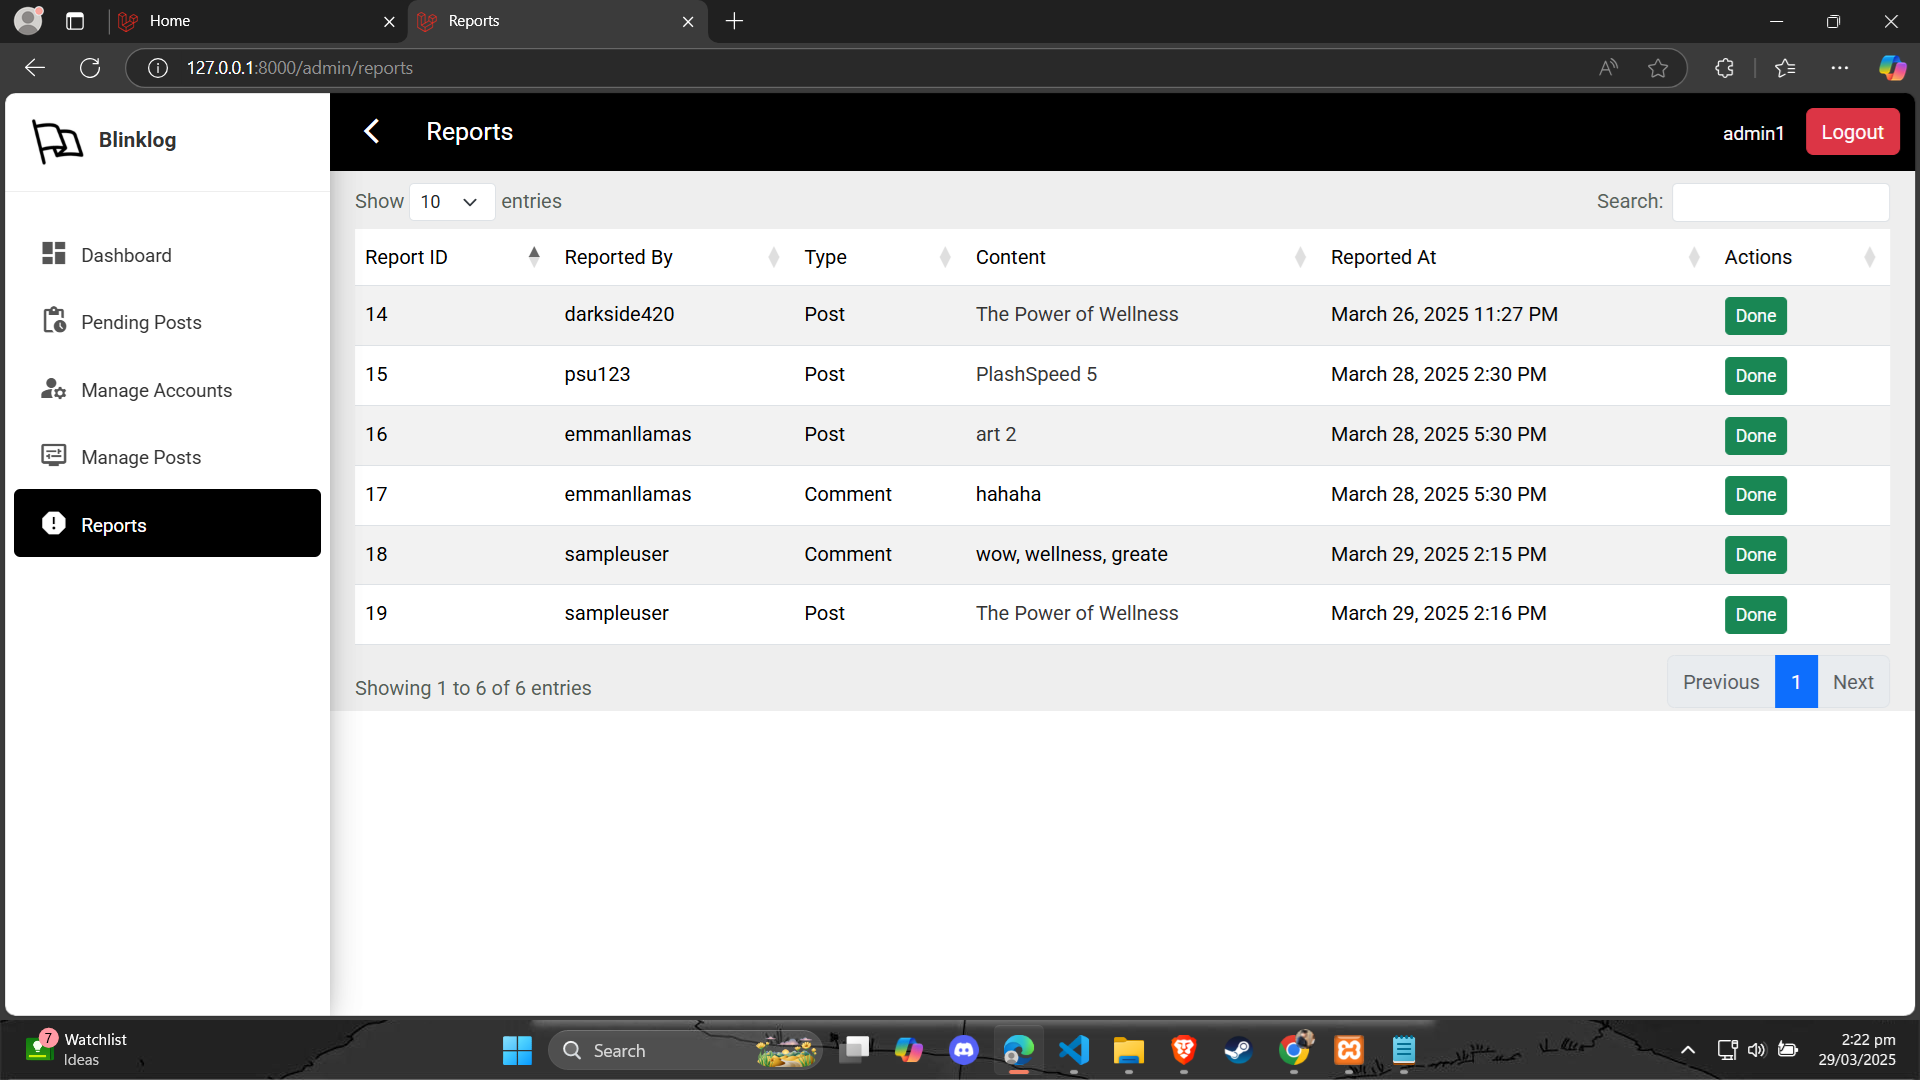 Home
Reports
127.0.0.1:8000/admin/reports
Blinklog
Reports
admin1
Logout
Show 10 entries
Search:
Dashboard
Pending Posts
Manage Accounts
Manage Posts
Reports
Report ID Reported By Type Content Reported At Actions
14 darkside420 Post The Power of Wellness March 26, 2025 11:27 PM Done
15 psu123 Post PlashSpeed 5 March 28, 2025 2:30 PM Done
16 emmanllamas Post art 2 March 28, 2025 5:30 PM Done
17 emmanllamas Comment hahaha March 28, 2025 5:30 PM Done
18 sampleuser Comment wow, wellness, greate March 29, 2025 2:15 PM Done
19 sampleuser Post The Power of Wellness March 29, 2025 2:16 PM Done
Showing 1 to 6 of 6 entries
Previous 1 Next
7
Watchlist
Ideas
Search
2:22 pm
29/03/2025